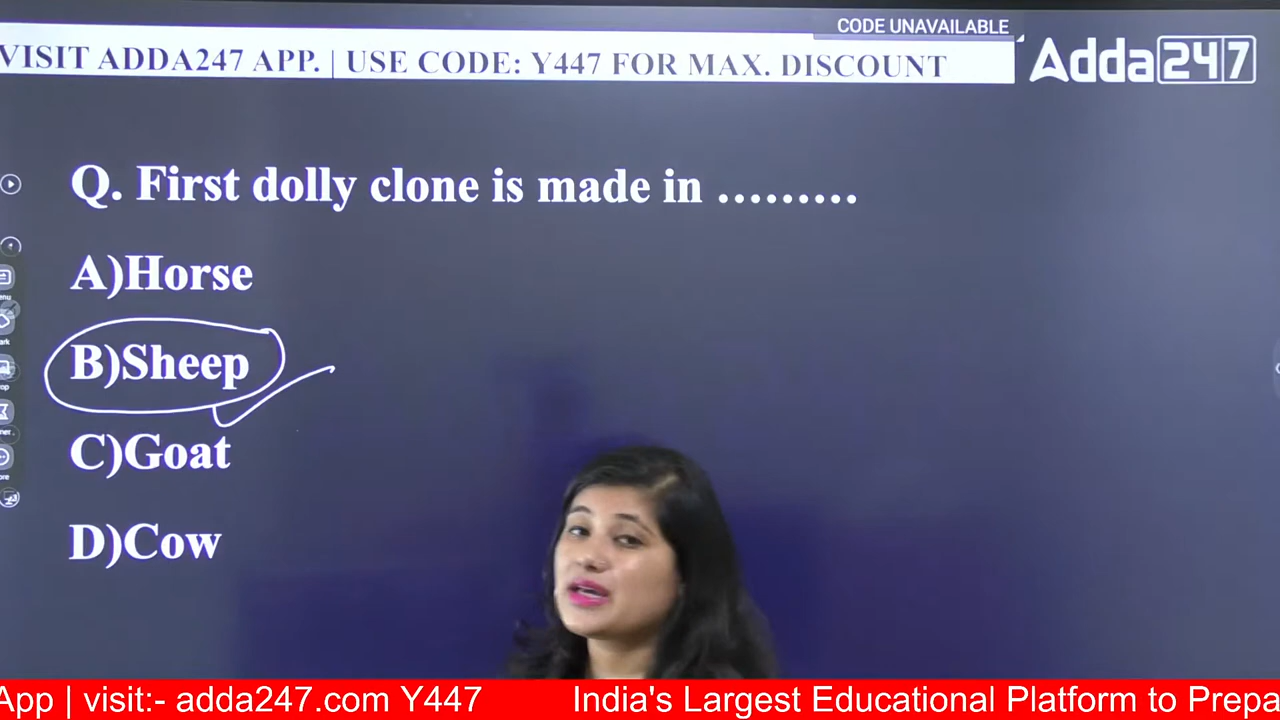 CODE UNAVAILABLE
VISIT ADDA247 APP. | USE CODE: Y447 FOR MAX. DISCOUNT
Adda247
Q. First dolly clone is made in .........
A)Horse
B)Sheep
C)Goat
D)Cow
App | visit:- adda247.com Y447 India's Largest Educational Platform to Prepa